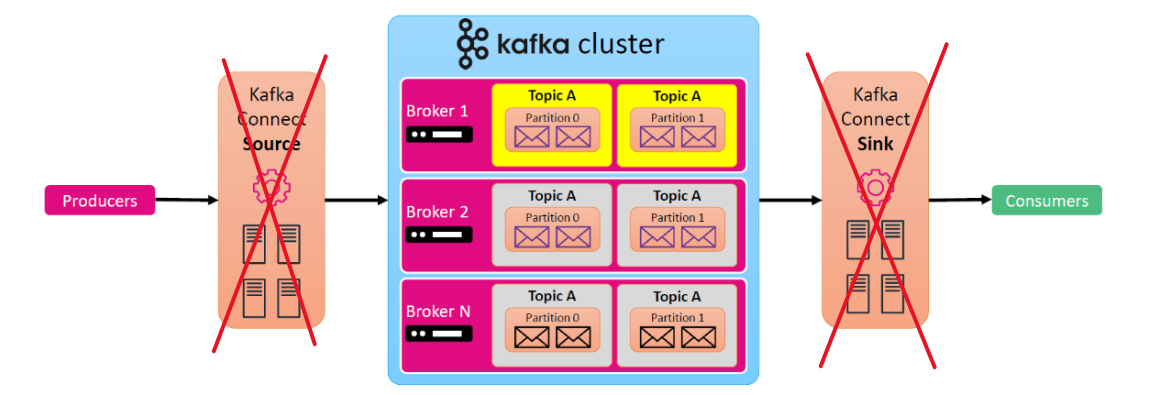 kafka cluster
Kafka
Connect
Source
Producers
Broker 1
Topic A
Partition 0
Topic A
Partition 1
Broker 2
Topic A
Partition 0
Topic A
Partition 1
Broker N
Topic A
Partition 0
Topic A
Partition 1
Kafka
Connect
Sink
Consumers